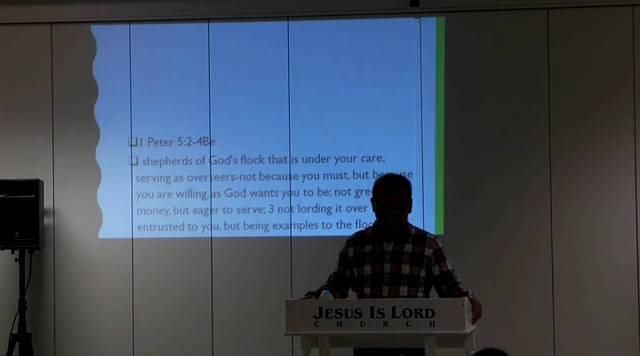 ❑1 Peter 5:2-4Be
❑ shepherds of God's flock that is under your care,
serving as overseers-not because you must, but because
you are willing, as God wants you to be; not
money, but eager to serve; 3 not lording it over
entrusted to you, but being examples to the
JESUS IS LORD
CHURCH